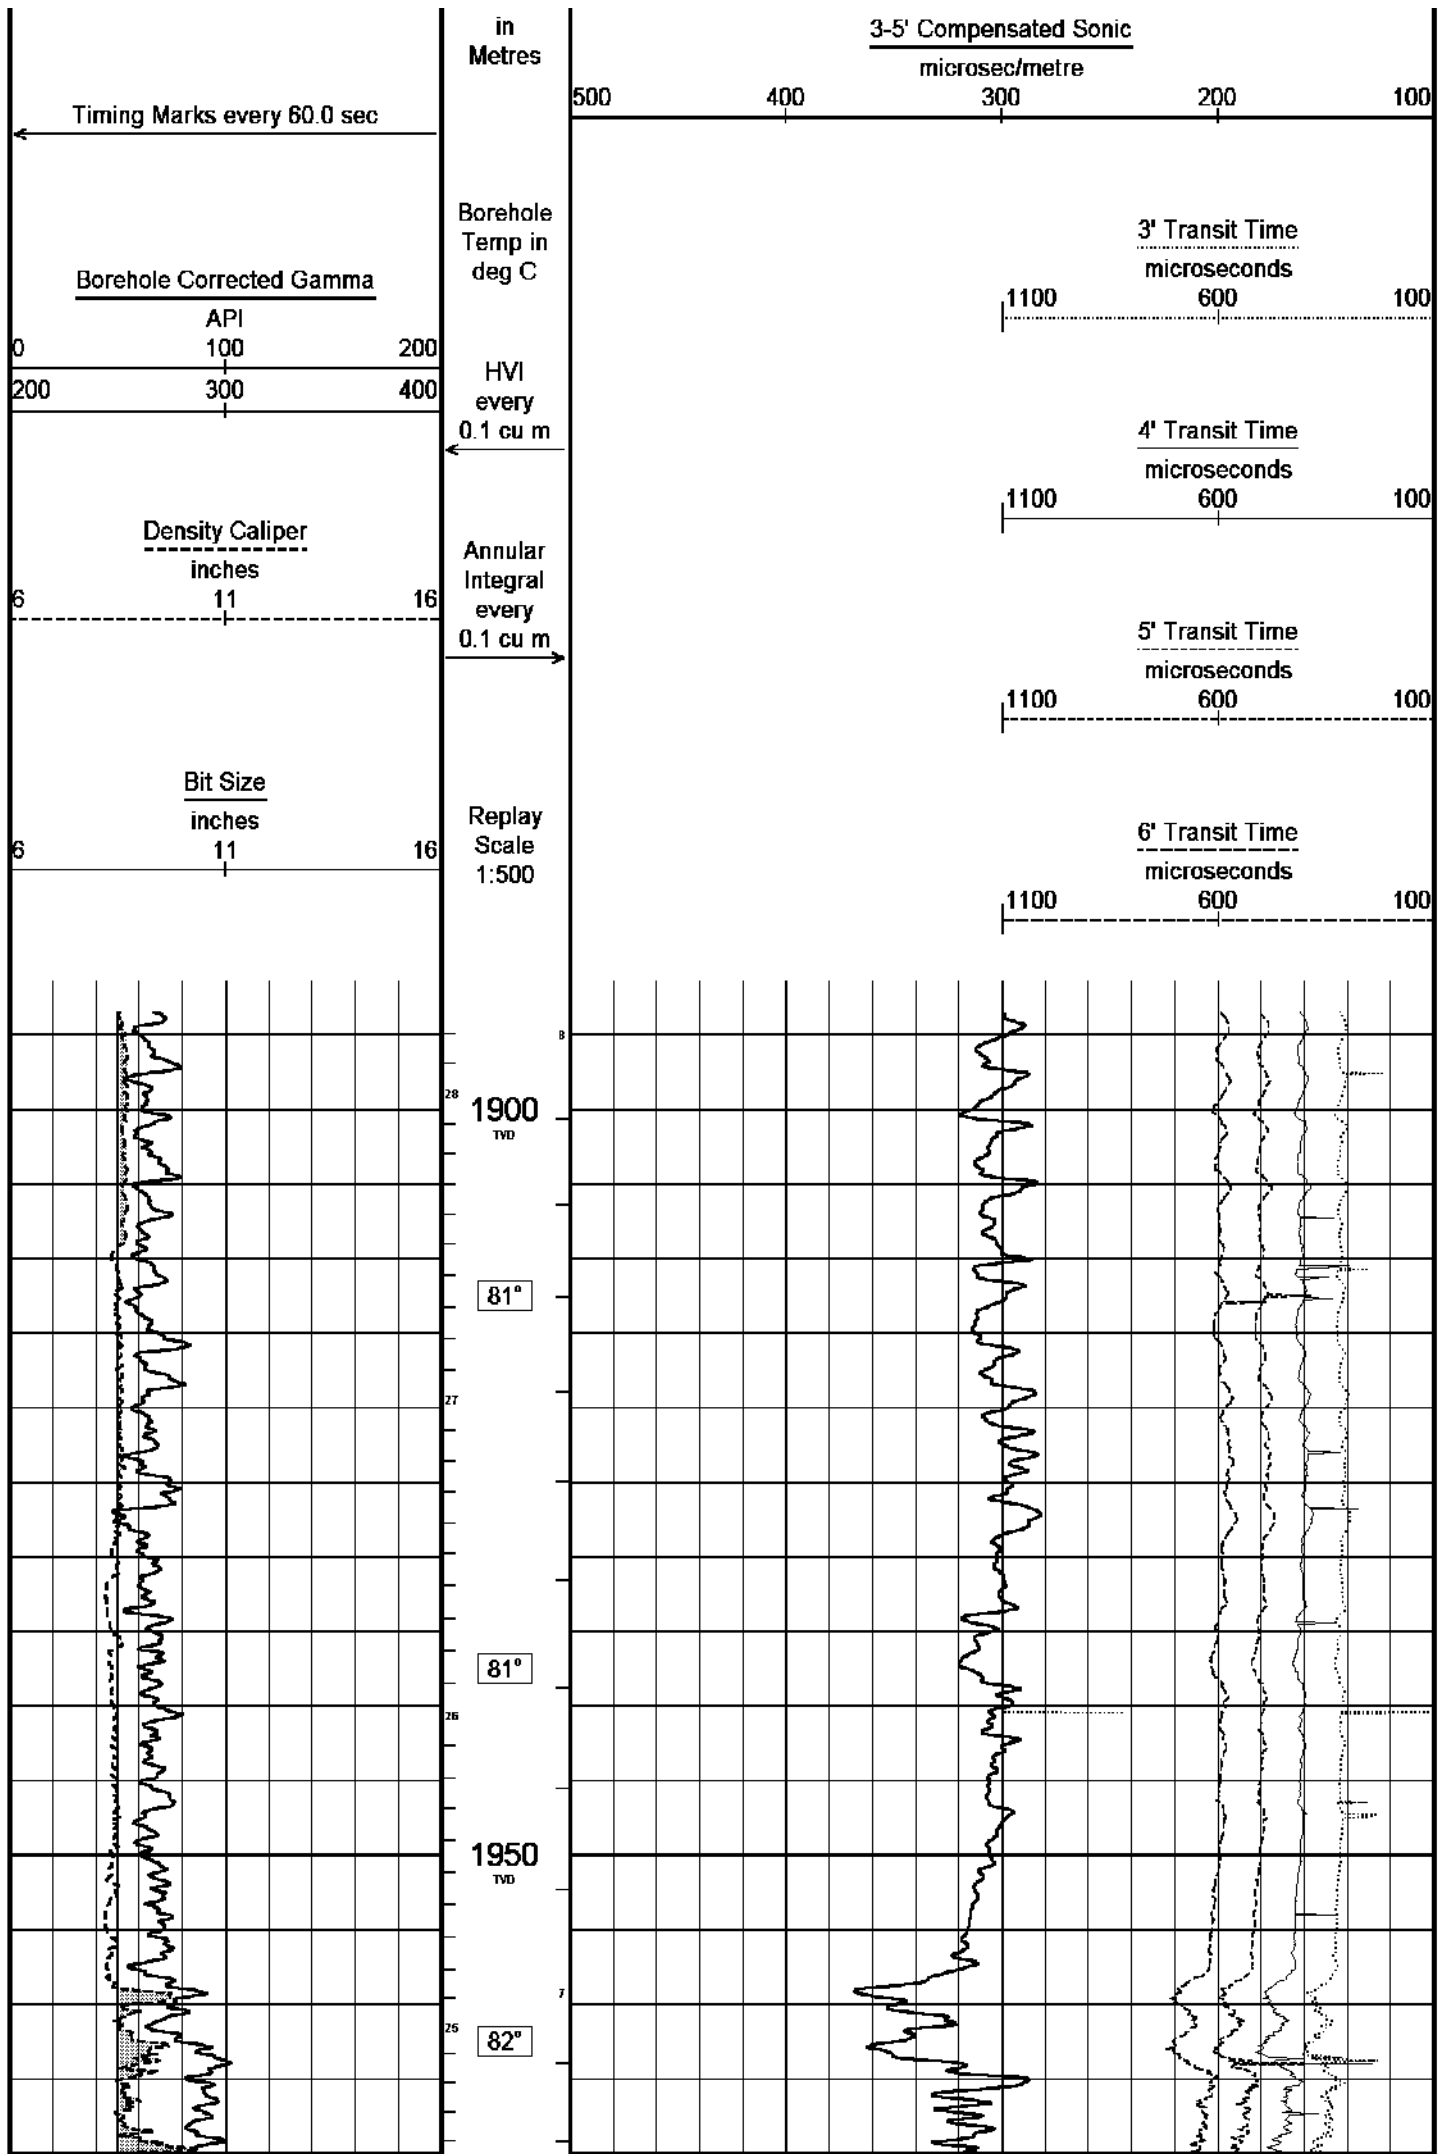 Timing Marks every 60.0 sec
Borehole Corrected Gamma
API
0 100 200
200 300 400
Density Caliper
inches
6 11 16
Bit Size
inches
6 11 16
in
Metres
Borehole
Temp in
deg C
HVI
every
0.1 cu m
Annular
Integral
every
0.1 cu m
Replay
Scale
1:500
3-5' Compensated Sonic
microsec/metre
500 400 300 200 100
3' Transit Time
microseconds
1100 600 100
4' Transit Time
microseconds
1100 600 100
5' Transit Time
microseconds
1100 600 100
6' Transit Time
microseconds
1100 600 100
8
28
1900
TVD
81°
27
81°
26
1950
TVD
7
25
82°